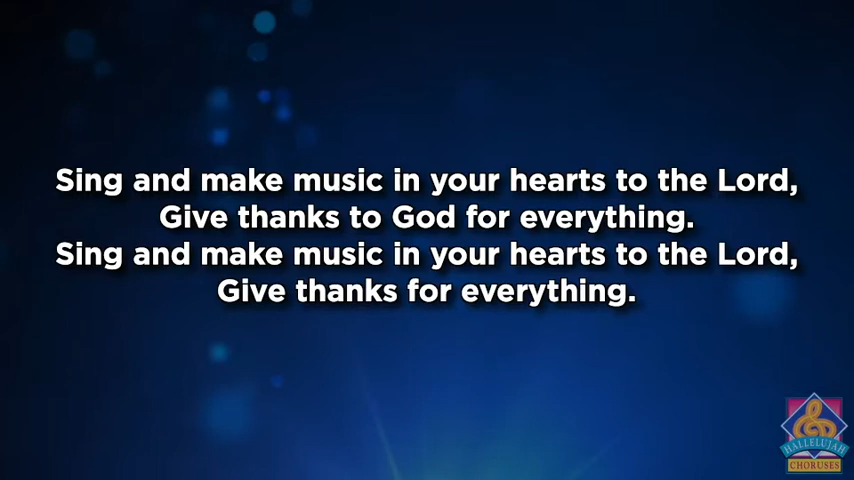 Sing and make music in your hearts to the Lord,
Give thanks to God for everything.
Sing and make music in your hearts to the Lord,
Give thanks for everything.
HALLELUJAH
CHORUSES